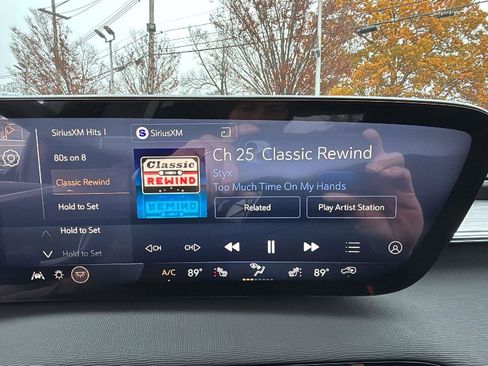 SiriusXM Hits 1
80s on 8
Classic Rewind
Hold to Set
Hold to Set
Hold to Set
S SiriusXM
Classic
REWIND
Ch 25 Classic Rewind
Styx
Too Much Time On My Hands
Related
Play Artist Station
CH
CH
A/C
89°
89°